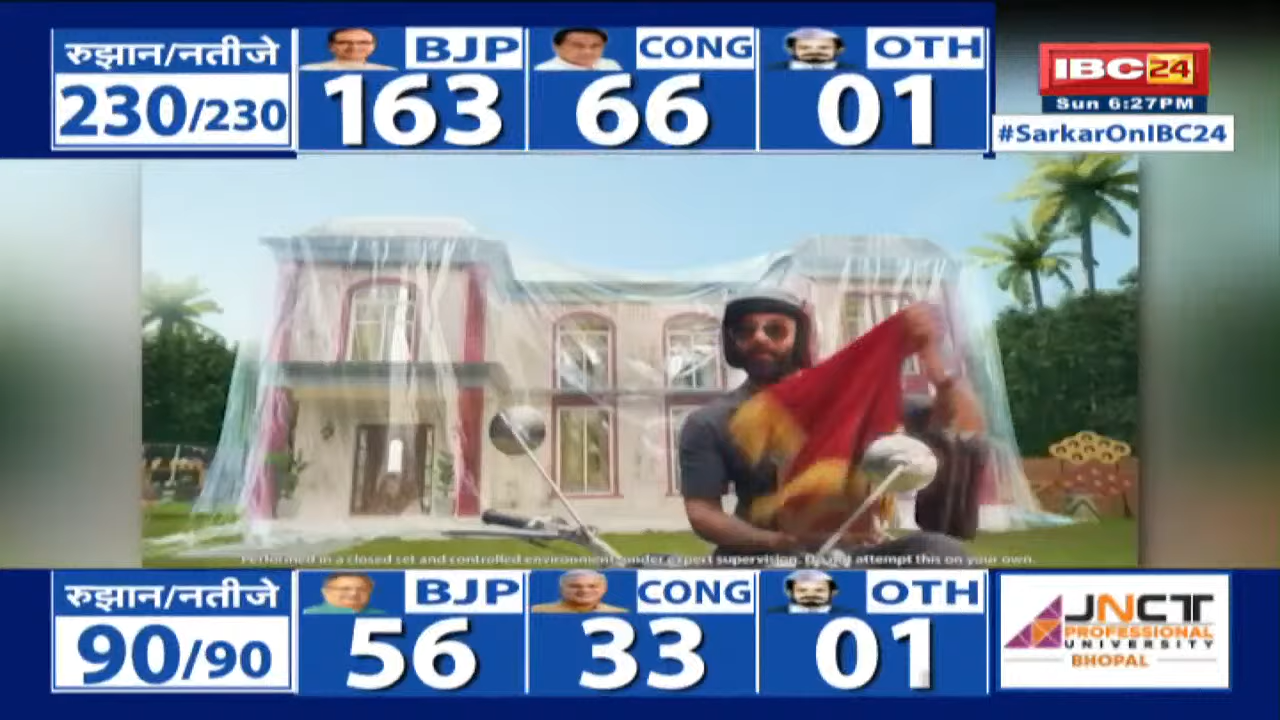 रुझान/नतीजे
230/230
BJP
163
CONG
66
OTH
01
IBC24
Sun 6:27PM
#SarkarOnIBC24
Performed in a closed set and controlled environment under expert supervision. Do not attempt this on your own.
रुझान/नतीजे
90/90
BJP
56
CONG
33
OTH
01
JNCT
PROFESSIONAL
UNIVERSITY
BHOPAL